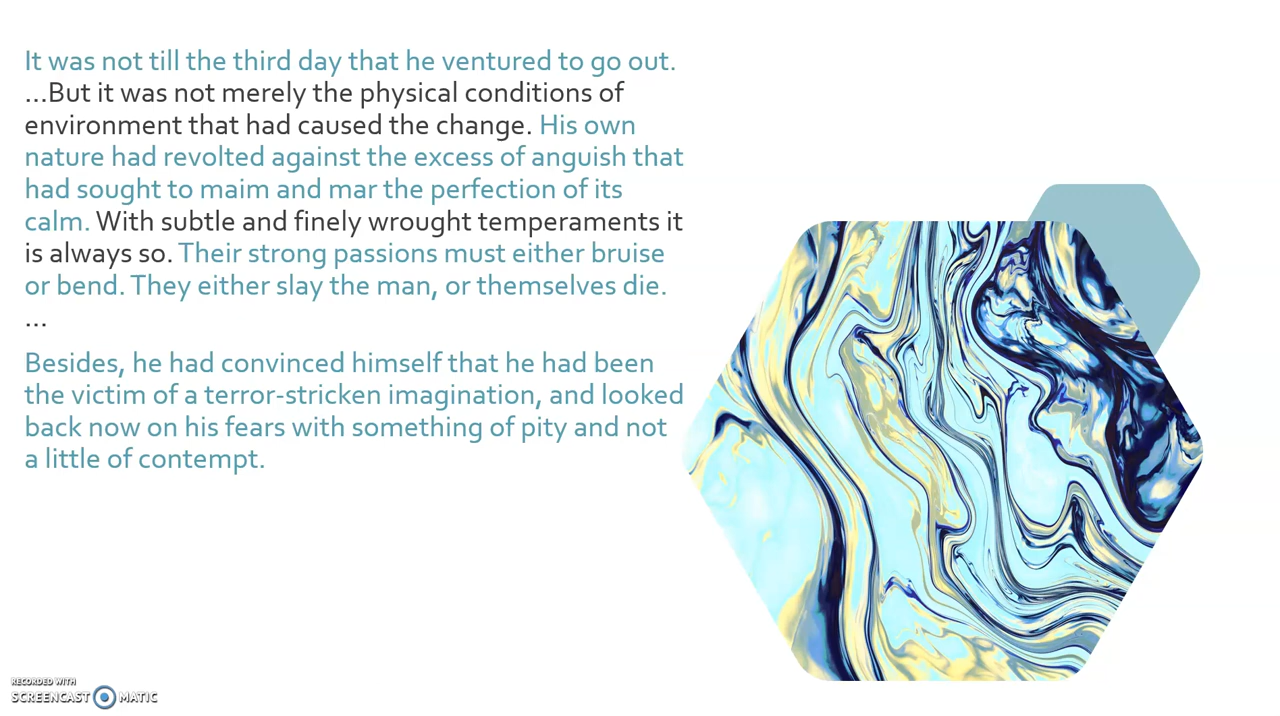 It was not till the third day that he ventured to go out.
...But it was not merely the physical conditions of
environment that had caused the change. His own
nature had revolted against the excess of anguish that
had sought to maim and mar the perfection of its
calm. With subtle and finely wrought temperaments it
is always so. Their strong passions must either bruise
or bend. They either slay the man, or themselves die.
...
Besides, he had convinced himself that he had been
the victim of a terror-stricken imagination, and looked
back now on his fears with something of pity and not
a little of contempt.
RECORDED WITH
SCREENCAST MATIC